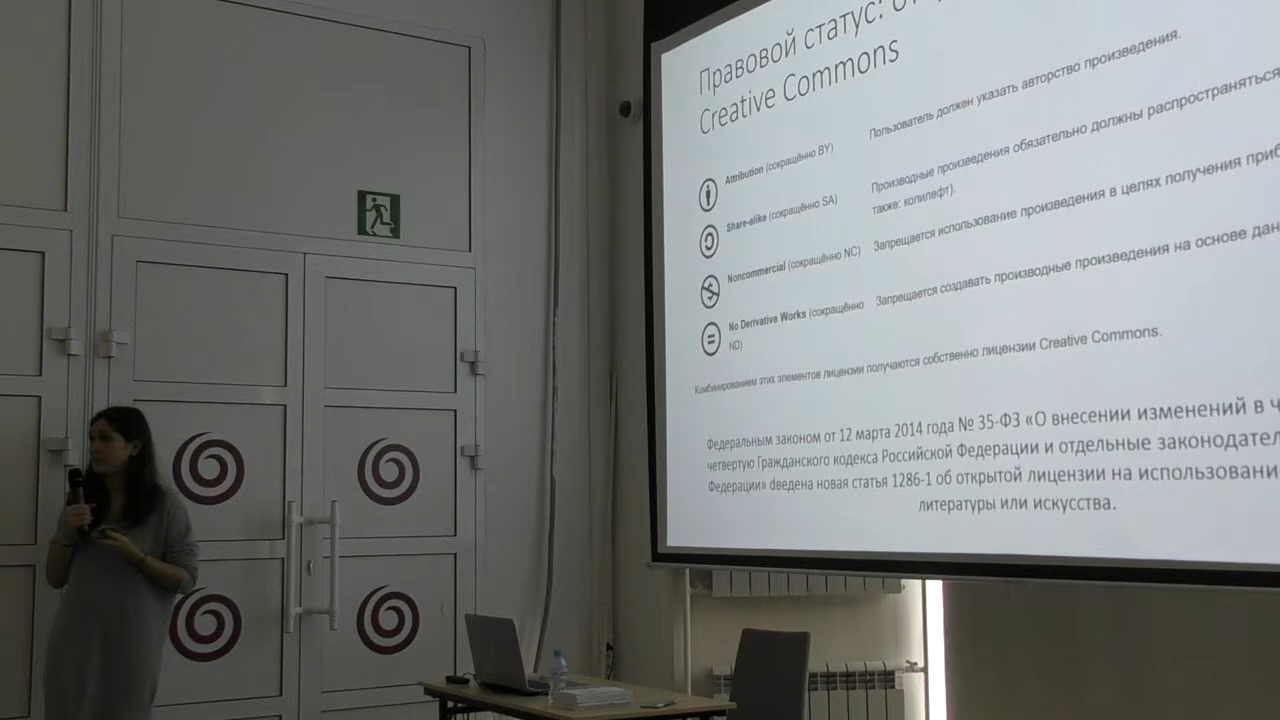 Правовой статус:
Creative Commons
Attribution (сокращённо BY)
Пользователь должен указать авторство произведения.
Share-alike (сокращённо SA)
Производные произведения обязательно должны распространяться
также: копилефт).
Noncommercial (сокращённо NC)
Запрещается использование произведения в целях получения
No Derivative Works (сокращённо
ND)
Запрещается создавать производные произведения на основе
Комбинированием этих элементов лицензии получаются собственно лицензии Creative Commons.
Федеральным законом от 12 марта 2014 года № 35-ФЗ «О внесении изменений в
четвертую Гражданского кодекса Российской Федерации и отдельные
Федерации» dведена новая статья 1286-1 об открытой лицензии на
литературы или искусства.